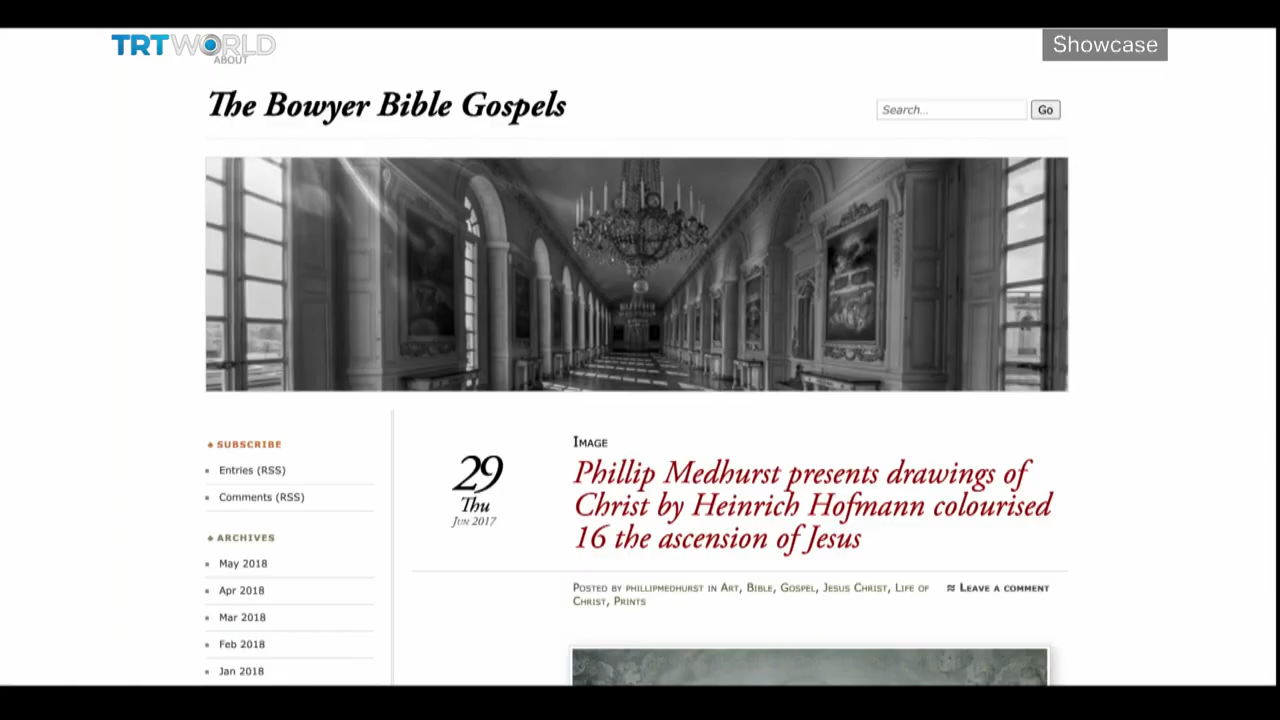 TRT WORLD
Showcase
ABOUT
The Bowyer Bible Gospels
Search...
Go
SUBSCRIBE
Entries (RSS)
Comments (RSS)
ARCHIVES
May 2018
Apr 2018
Mar 2018
Feb 2018
Jan 2018
29
Thu
Jun 2017
Image
Phillip Medhurst presents drawings of
Christ by Heinrich Hofmann colourised
16 the ascension of Jesus
Posted by phillipmedhurst in Art, Bible, Gospel, Jesus Christ, Life of
Christ, Prints
≈ Leave a comment